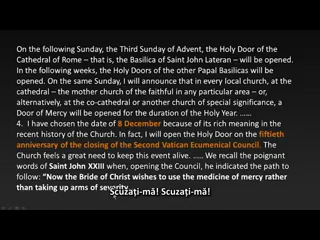 On the following Sunday, the Third Sunday of Advent, the Holy Door of the
Cathedral of Rome – that is, the Basilica of Saint John Lateran – will be opened.
In the following weeks, the Holy Doors of the other Papal Basilicas will be
opened. On the same Sunday, I will announce that in every local church, at the
cathedral – the mother church of the faithful in any particular area – or,
alternatively, at the co-cathedral or another church of special significance, a
Door of Mercy will be opened for the duration of the Holy Year. ......
4. I have chosen the date of 8 December because of its rich meaning in the
recent history of the Church. In fact, I will open the Holy Door on the fiftieth
anniversary of the closing of the Second Vatican Ecumenical Council. The
Church feels a great need to keep this event alive. ..... We recall the poignant
words of Saint John XXIII when, opening the Council, he indicated the path to
follow: “Now the Bride of Christ wishes to use the medicine of mercy rather
than taking up arms of severity
Scuzați-mă! Scuzați-mă!